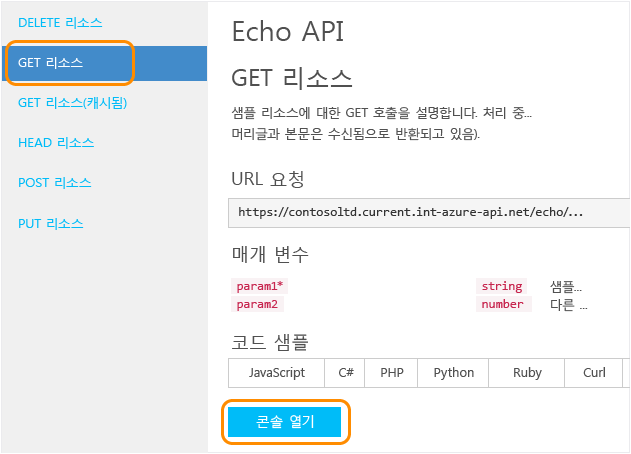 DELETE 리소스
GET 리소스
GET 리소스(캐시됨)
HEAD 리소스
POST 리소스
PUT 리소스
Echo API
GET 리소스
샘플 리소스에 대한 GET 호출을 설명합니다. 처리 중...
머리글과 본문은 수신됨으로 반환되고 있음).
URL 요청
https://contosoltd.current.int-azure-api.net/echo/...
매개 변수
param1* string 샘플...
param2 number 다른 ...
코드 샘플
JavaScript C# PHP Python Ruby Curl
콘솔 열기